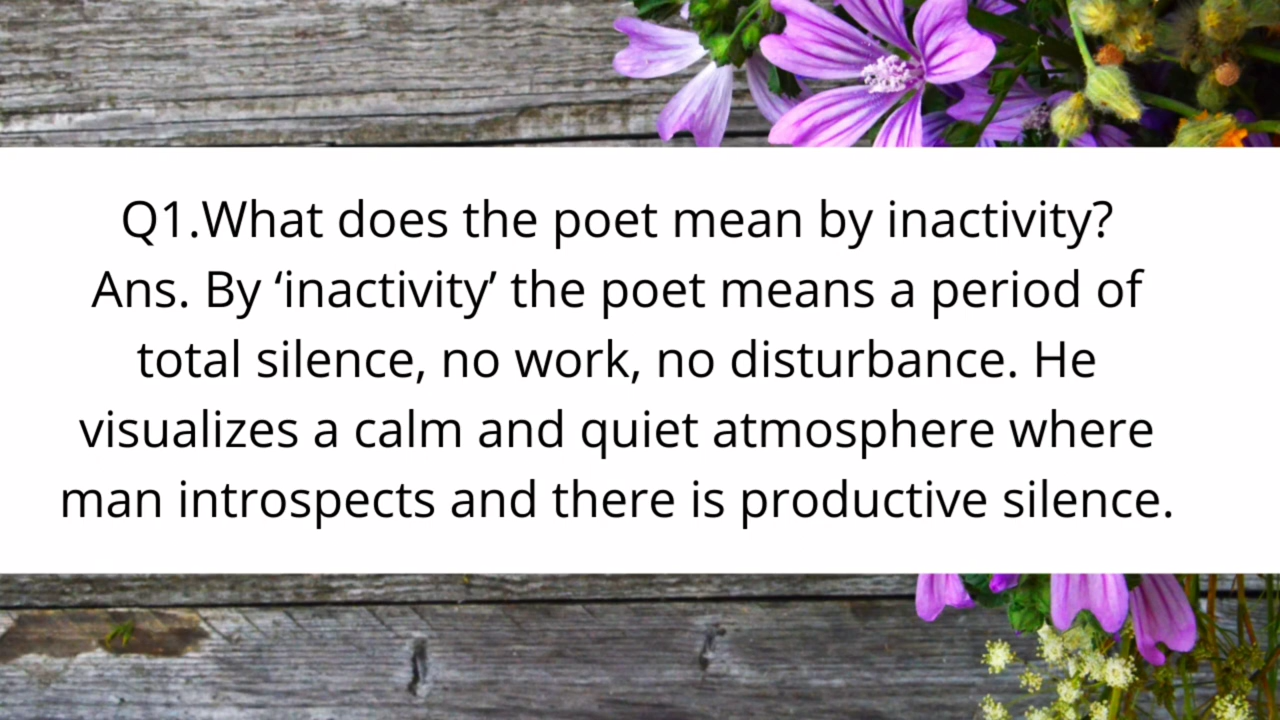 Q1.What does the poet mean by inactivity?
Ans. By ‘inactivity’ the poet means a period of
total silence, no work, no disturbance. He
visualizes a calm and quiet atmosphere where
man introspects and there is productive silence.